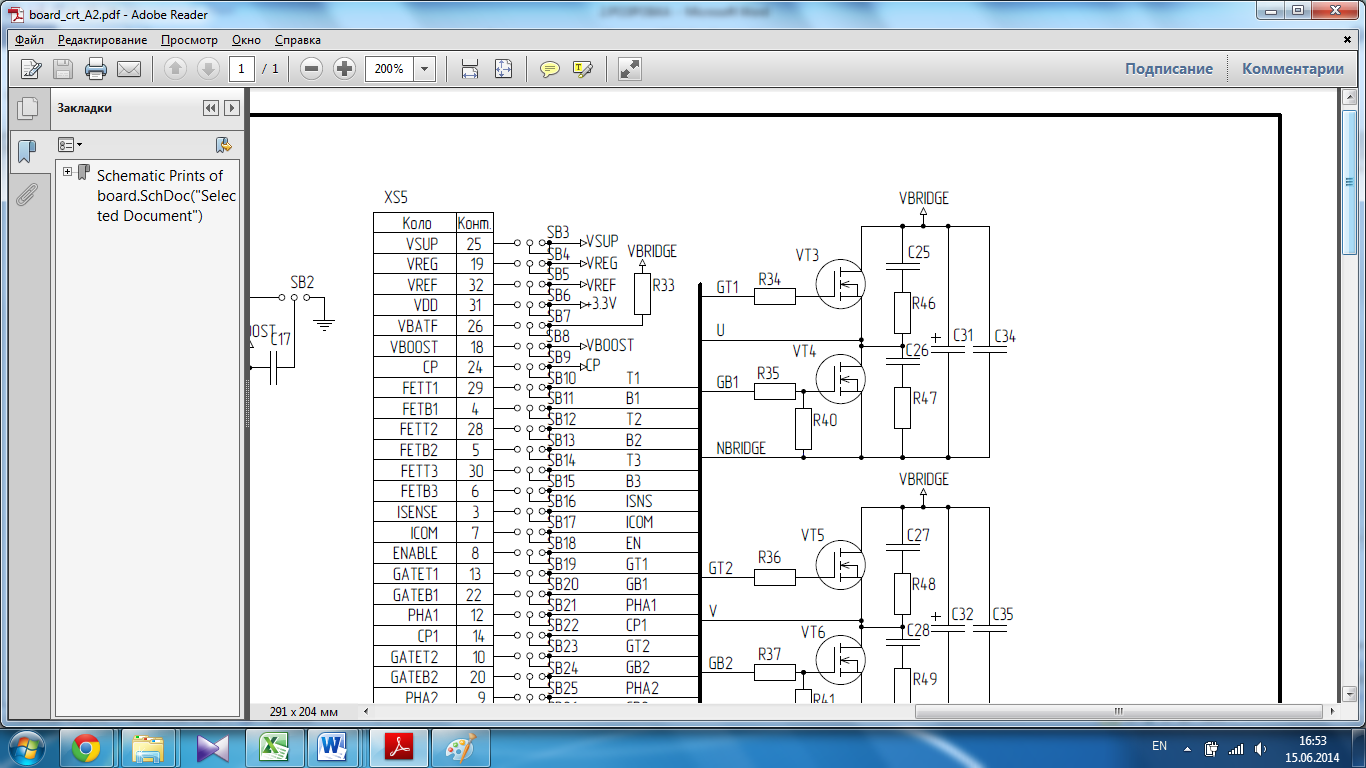 board_crt_A2.pdf - Adobe Reader
Файл Редактирование Просмотр Окно Справка
1 / 1 200% Подписание Комментарии
Закладки
Schematic Prints of
board.SchDoc("Selec
ted Document")
XS5
Коло Конт.
VSUP 25 SB3 VSUP
VREG 19 SB4 VREG
VREF 32 SB5 VREF
VDD 31 SB6 +3.3V
VBATF 26 SB7
VBOOST 18 SB8 VBOOST
CP 24 SB9 CP
FETT1 29 SB10 T1
FETB1 4 SB11 B1
FETT2 28 SB12 T2
FETB2 5 SB13 B2
FETT3 30 SB14 T3
FETB3 6 SB15 B3
ISENSE 3 SB16 ISNS
ICOM 7 SB17 ICOM
ENABLE 8 SB18 EN
GATET1 13 SB19 GT1
GATEB1 22 SB20 GB1
PHA1 12 SB21 PHA1
CP1 14 SB22 CP1
GATET2 10 SB23 GT2
GATEB2 20 SB24 GB2
PHA2 9 SB25 PHA2
SB2
OST
C17
VBRIDGE
R33
VBRIDGE
VT3
C25
GT1 R34
R46
U
C31 C34
VT4 C26
GB1 R35
R47
R40
NBRIDGE
VBRIDGE
VT5
C27
GT2 R36
R48
V
C32 C35
VT6 C28
GB2 R37
R49
R41
291 x 204 мм
EN
16:53
15.06.2014